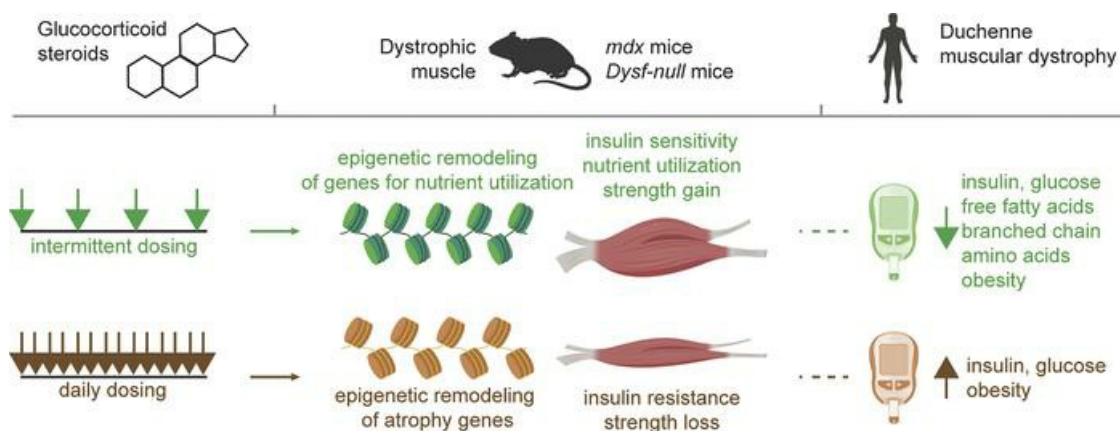 Glucocorticoid
steroids
Dystrophic
muscle
mdx mice
Dysf-null mice
Duchenne
muscular dystrophy
epigenetic remodeling
of genes for nutrient utilization
insulin sensitivity
nutrient utilization
strength gain
intermittent dosing
insulin, glucose
free fatty acids
branched chain
amino acids
obesity
daily dosing
epigenetic remodeling
of atrophy genes
insulin resistance
strength loss
insulin, glucose
obesity